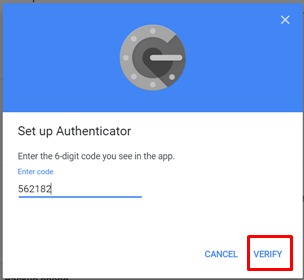 Set up Authenticator
Enter the 6-digit code you see in the app.
Enter code
562182
CANCEL VERIFY